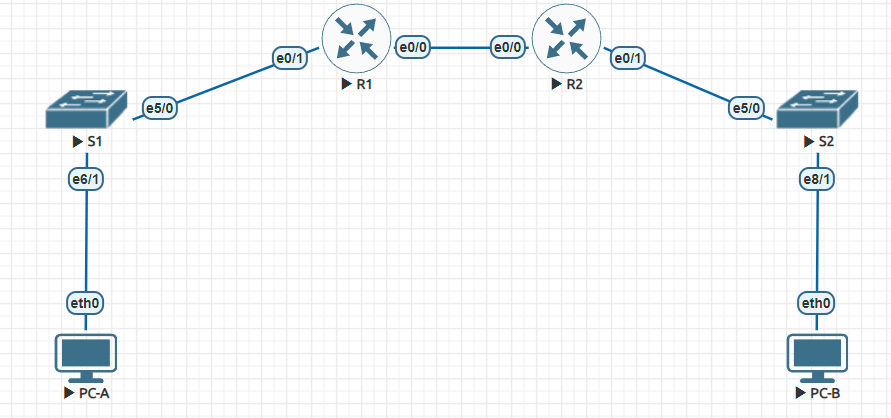 e0/1
R1
e0/0
e0/0
R2
e0/1
e5/0
S1
e5/0
S2
e6/1
e8/1
eth0
eth0
PC-A
PC-B